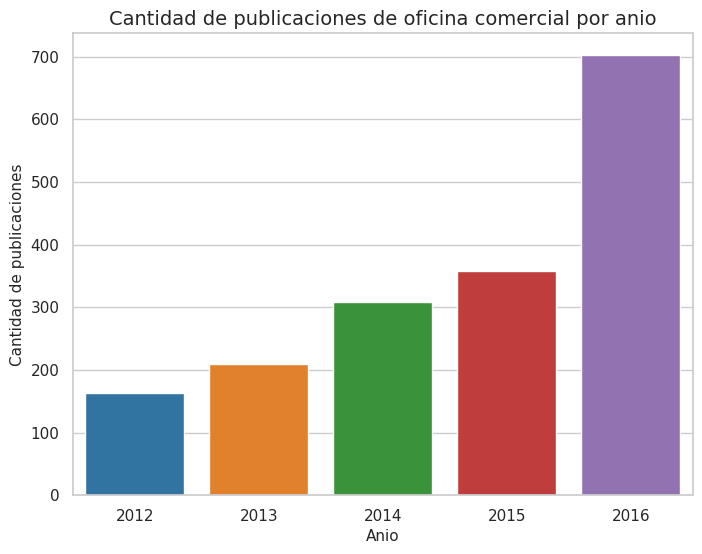 Cantidad de publicaciones de oficina comercial por anio
Cantidad de publicaciones
700
600
500
400
300
200
100
0
2012 2013 2014 2015 2016
Anio